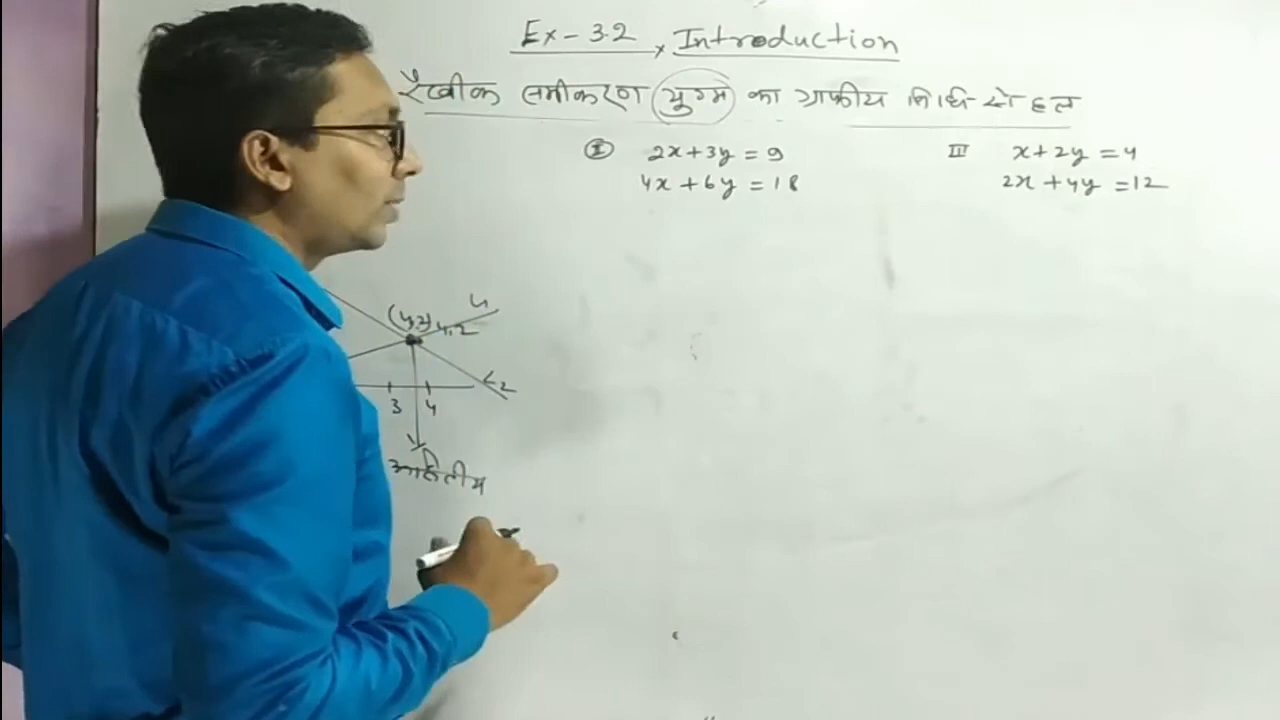 Ex-3.2, Introduction
रैखीक समीकरण युग्म का ग्राफीय विधि से हल
II 2x+3y=9
4x+6y=18
III x+2y=4
2x+4y=12
(4,2) 4,2
L1
L2
3 4
अद्वितीय